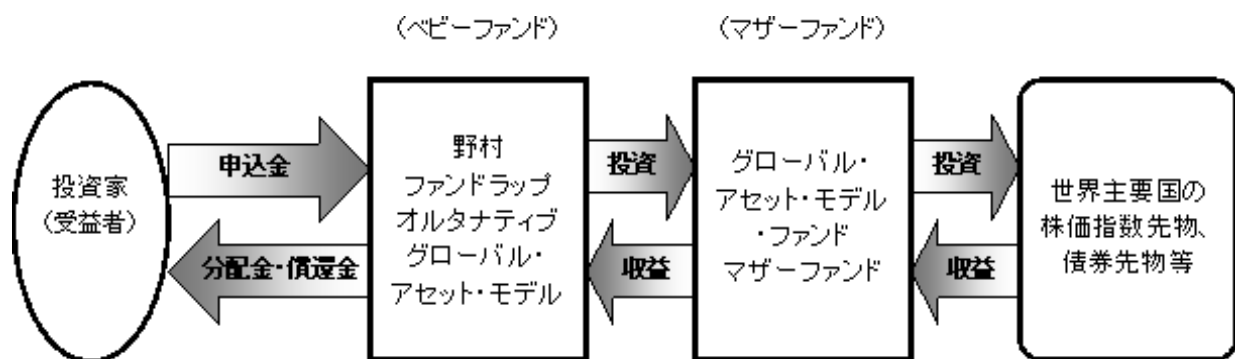 （ベビーファンド）
（マザーファンド）
投資家
（受益者）
申込金
分配金・償還金
野村
ファンドラップ
オルタナティブ
グローバル・
アセット・モデル
投資
収益
グローバル・
アセット・モデル
・ファンド
マザーファンド
投資
収益
世界主要国の
株価指数先物、
債券先物等